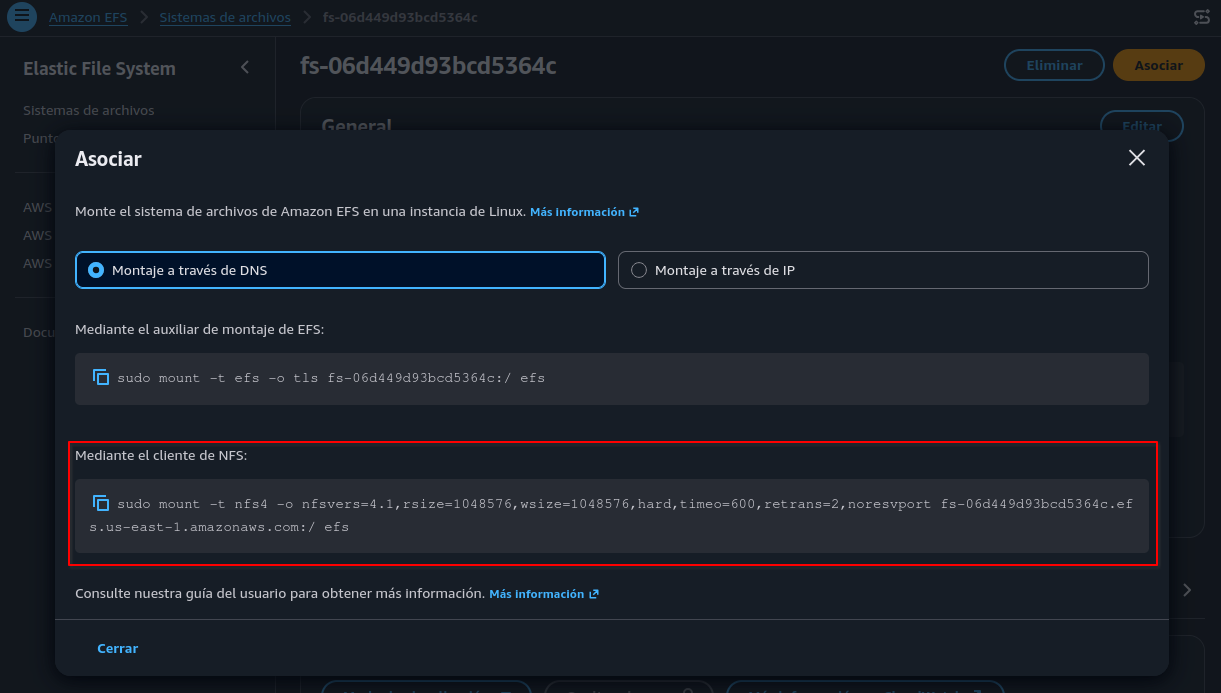 Amazon EFS > Sistemas de archivos > fs-06d449d93bcd5364c
Elastic File System
fs-06d449d93bcd5364c
Eliminar
Asociar
Sistemas de archivos
General
Editar
AWS
AWS
AWS
Asociar
Monte el sistema de archivos de Amazon EFS en una instancia de Linux. Más información
Montaje a través de DNS
Montaje a través de IP
Mediante el auxiliar de montaje de EFS:
sudo mount -t efs -o tls fs-06d449d93bcd5364c:/ efs
Mediante el cliente de NFS:
sudo mount -t nfs4 -o nfsvers=4.1,rsize=1048576,wsize=1048576,hard,timeo=600,retrans=2,noresvport fs-06d449d93bcd5364c.ef
s.us-east-1.amazonaws.com:/ efs
Consulte nuestra guía del usuario para obtener más información. Más información
Cerrar